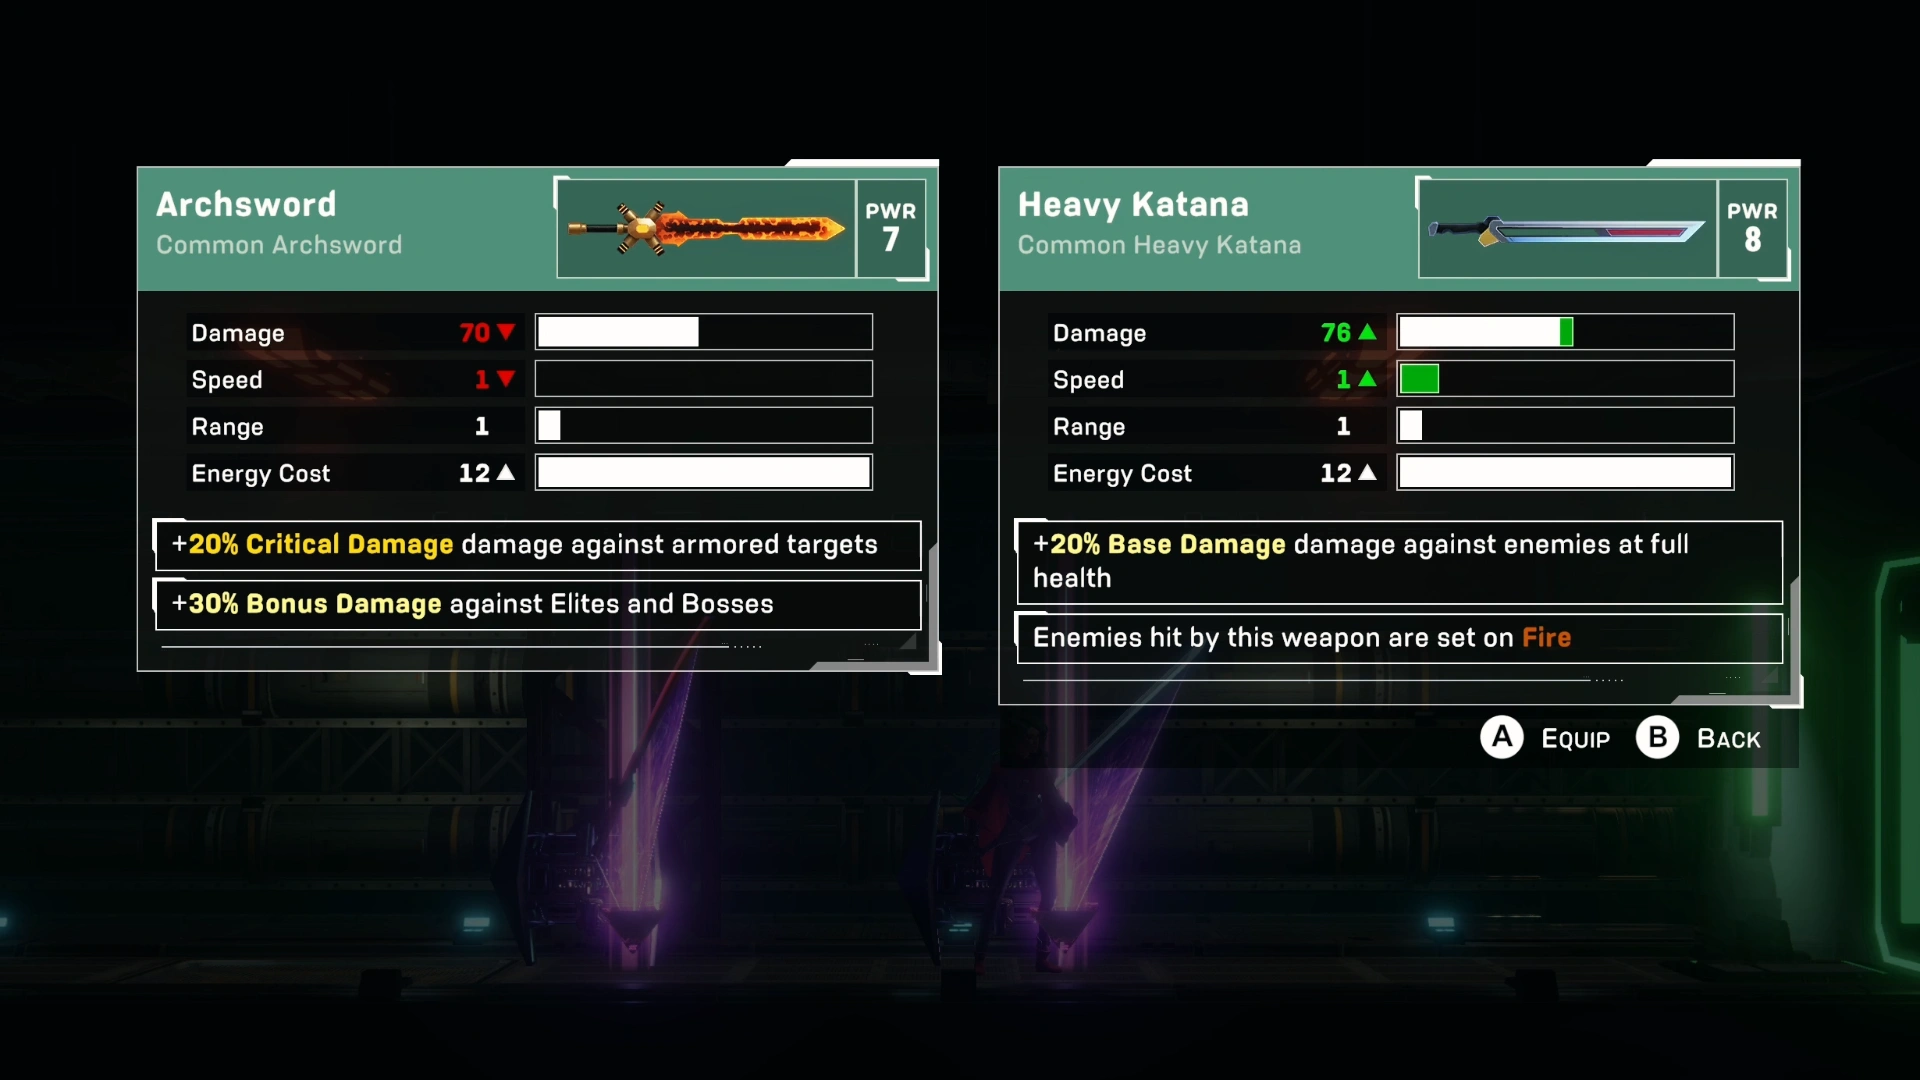 Archsword
Common Archsword
PWR
7
Damage 70
Speed 1
Range 1
Energy Cost 12
+20% Critical Damage damage against armored targets
+30% Bonus Damage against Elites and Bosses
Heavy Katana
Common Heavy Katana
PWR
8
Damage 76
Speed 1
Range 1
Energy Cost 12
+20% Base Damage damage against enemies at full
health
Enemies hit by this weapon are set on Fire
A EQUIP B BACK